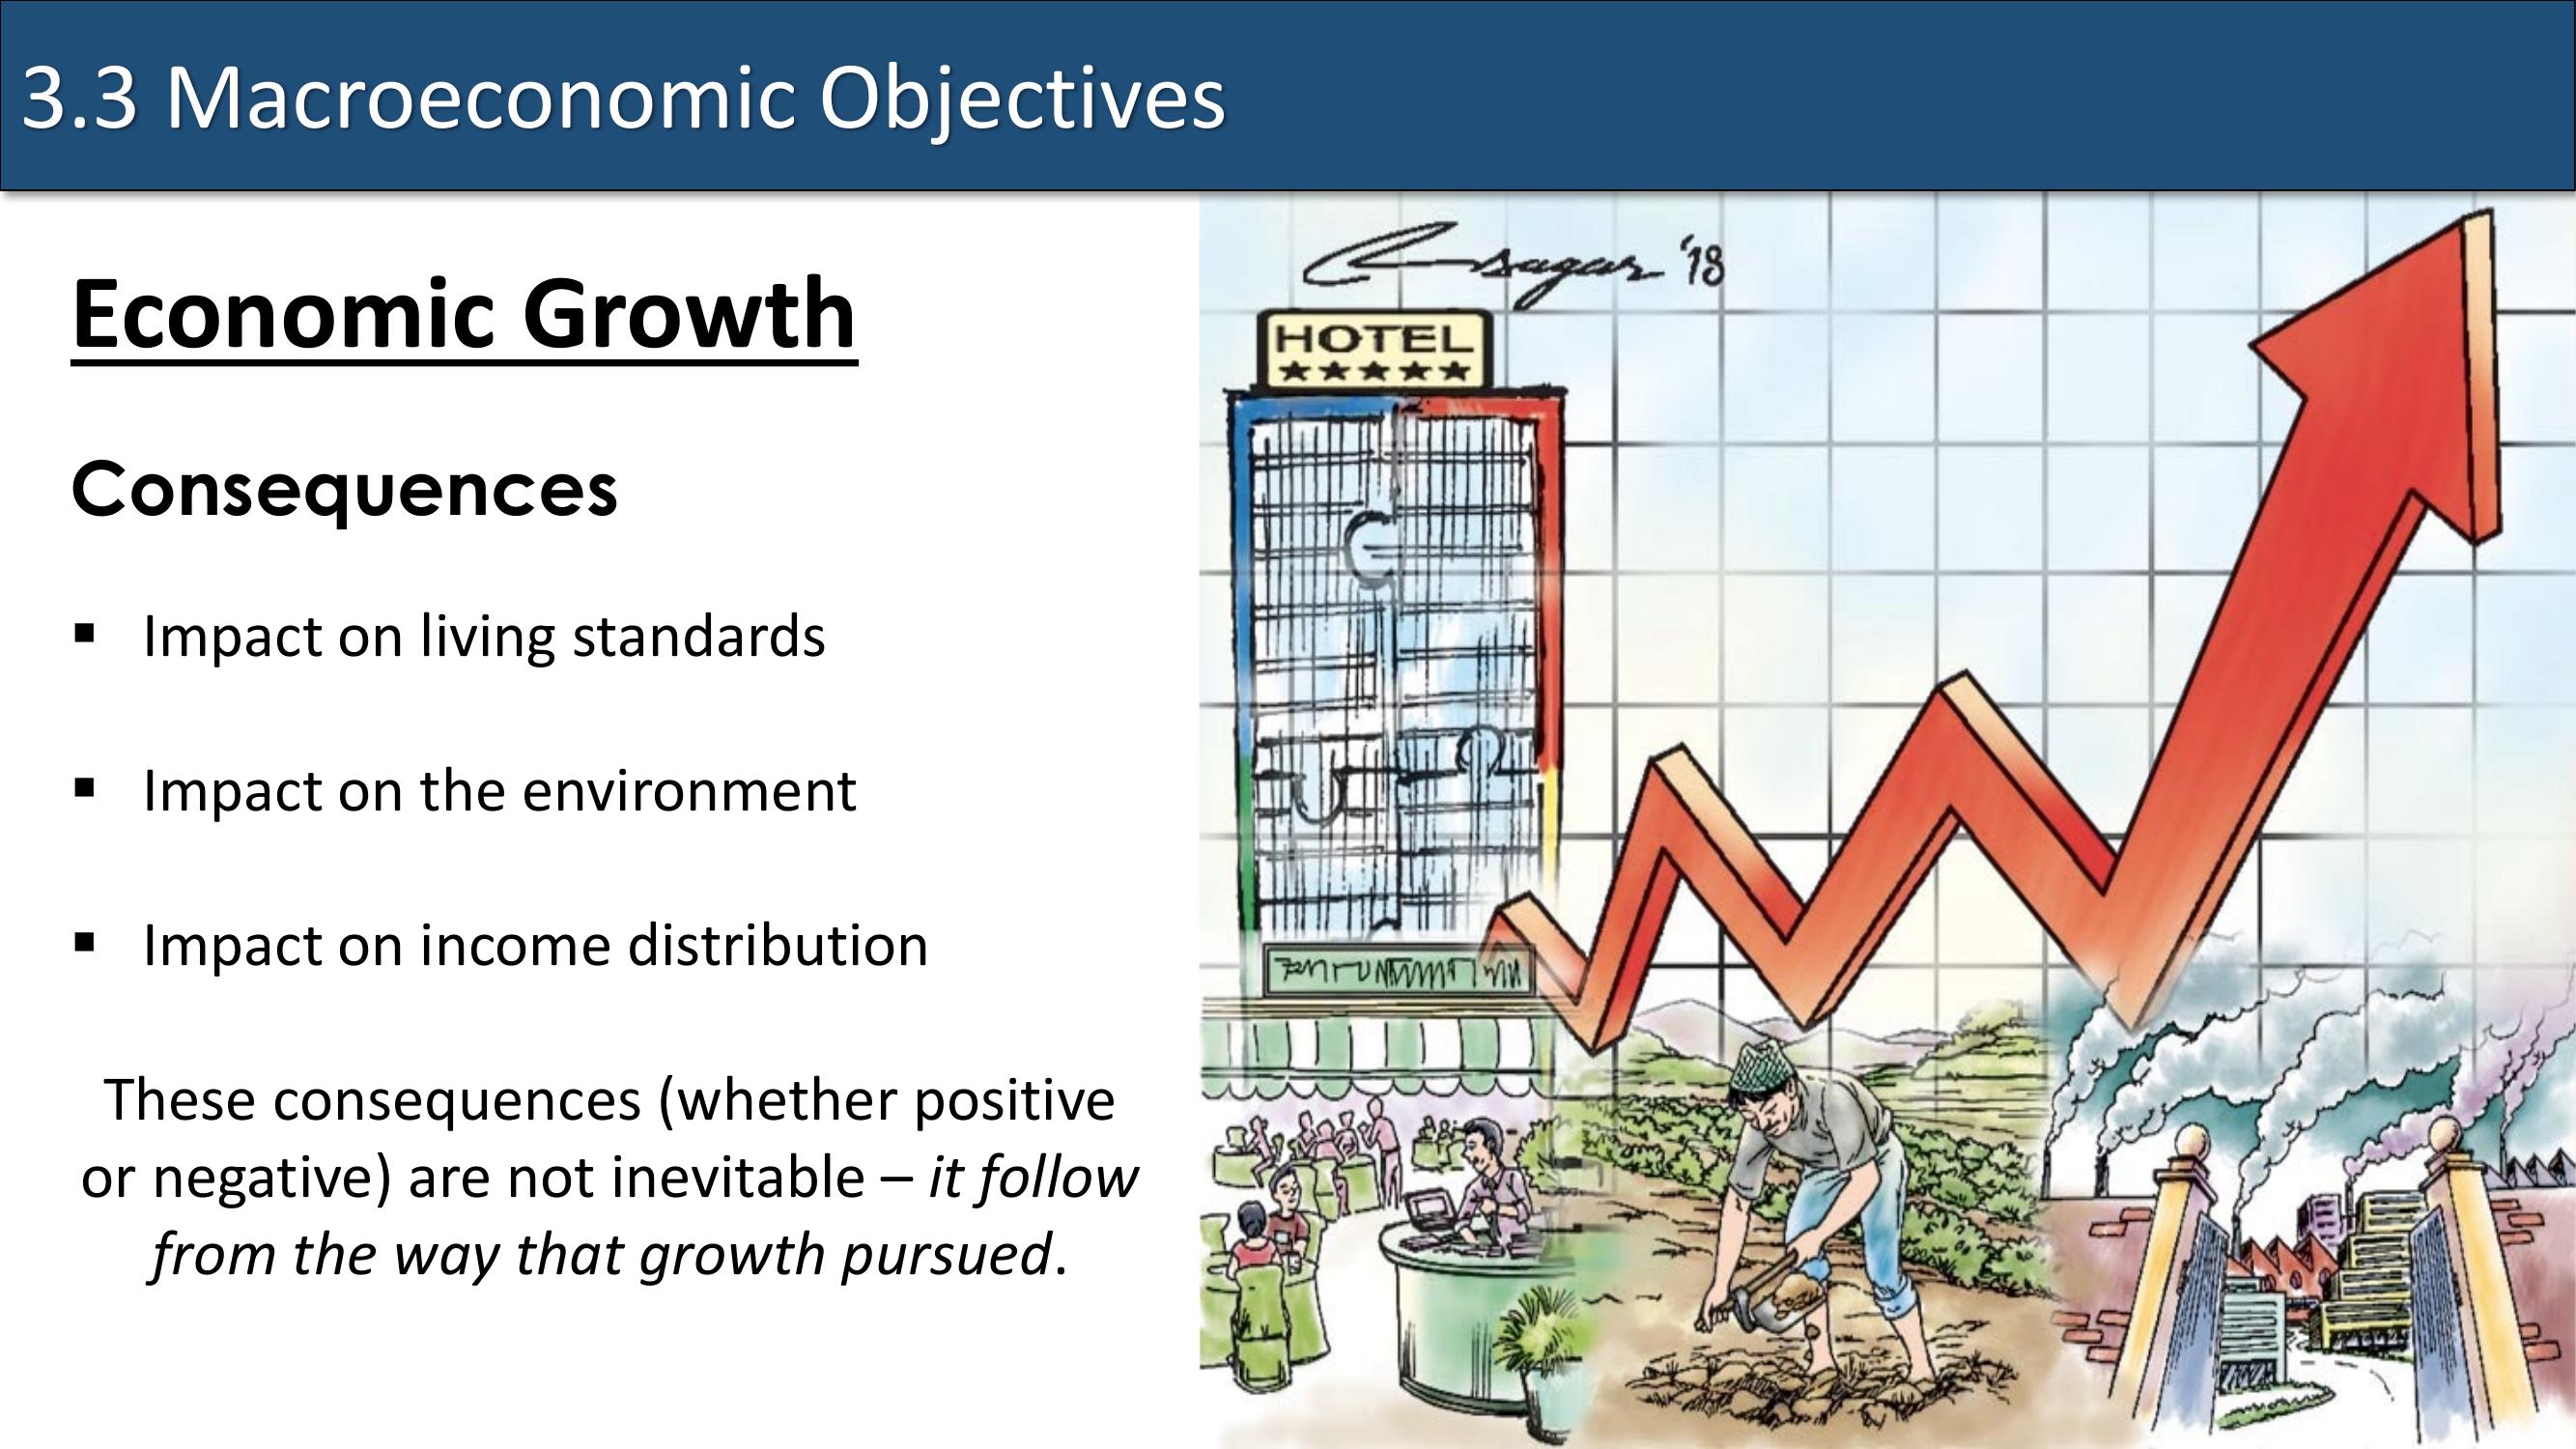 3.3 Macroeconomic Objectives
Economic Growth
Consequences
▪ Impact on living standards
▪ Impact on the environment
▪ Impact on income distribution
These consequences (whether positive
or negative) are not inevitable – it follow
from the way that growth pursued.
'18
HOTEL
★★★★★